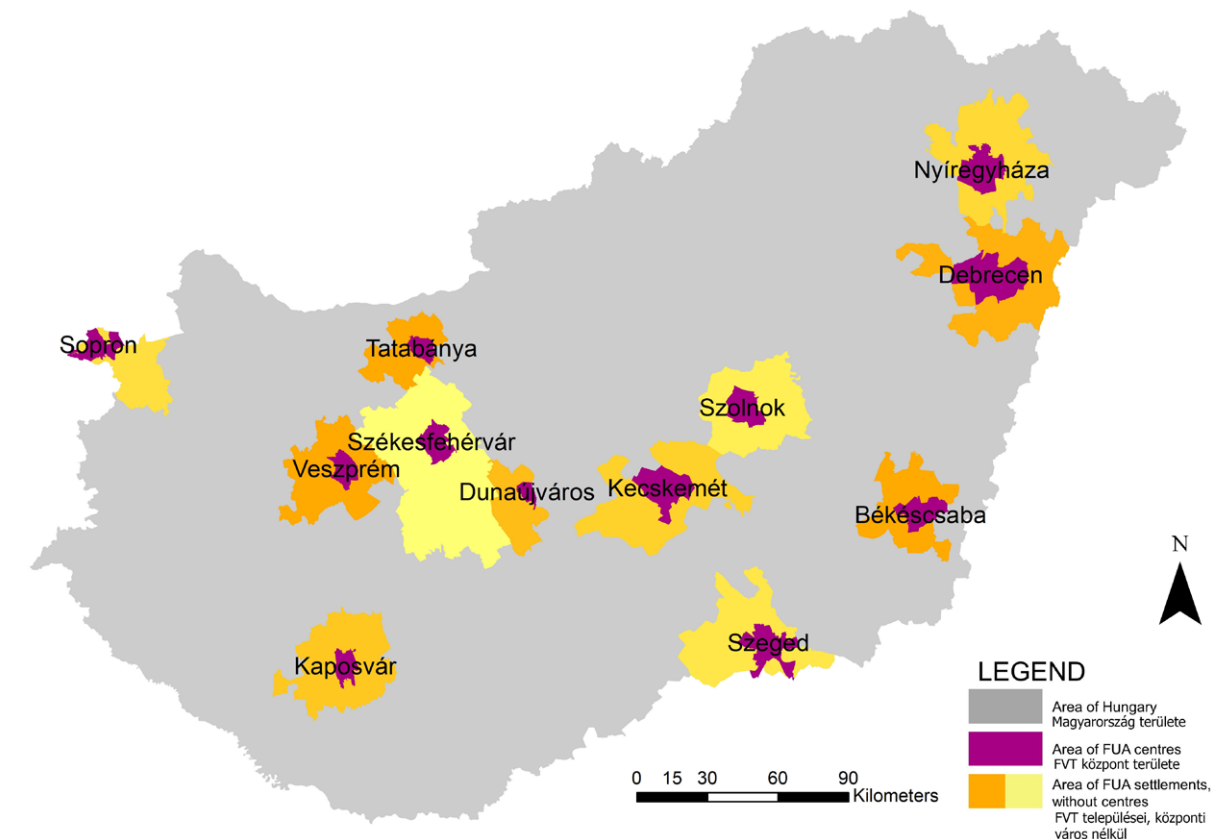 Nyíregyháza
Debrecen
Sopron
Tatabánya
Szolnok
Székesfehérvár
Veszprém
Dunaújváros
Kecskemét
Békéscsaba
N
Szeged
Kaposvár
LEGEND
Area of Hungary
Magyarország területe
Area of FUA centres
FVT központ területe
Area of FUA settlements,
without centres
FVT települései, központi
város nélkül
0 15 30 60 90
Kilometers